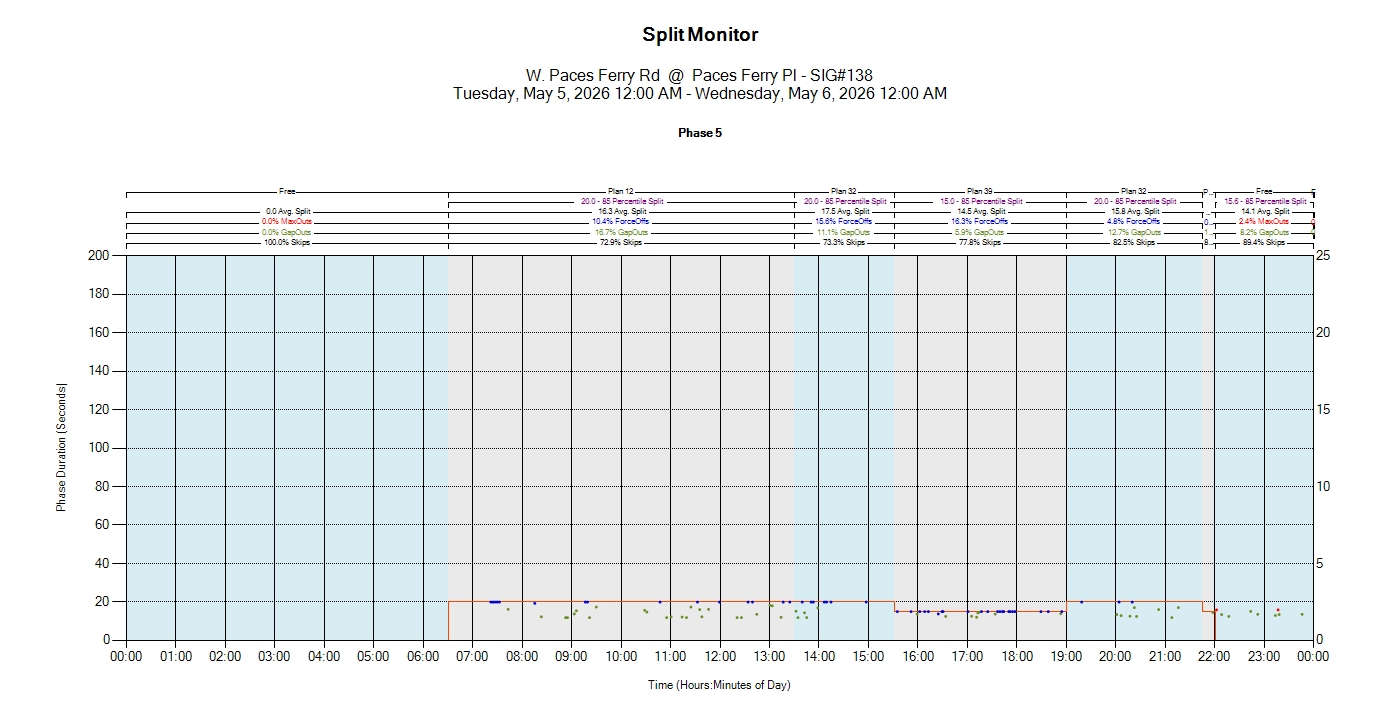 Split Monitor
W. Paces Ferry Rd @ Paces Ferry Pl - SIG#138
Tuesday, May 5, 2026 12:00 AM - Wednesday, May 6, 2026 12:00 AM
Phase 5
Free Plan 12 Plan 32 Plan 39 Plan 32 P... Free F
20.0 - 85 Percentile Split 20.0 - 85 Percentile Split 15.0 - 85 Percentile Split 20.0 - 85 Percentile Split 15.6 - 85 Percentile Split
0.0 Avg. Split 16.3 Avg. Split 17.5 Avg. Split 14.5 Avg. Split 15.8 Avg. Split 14.1 Avg. Split
0.0% MaxOuts 10.4% ForceOffs 15.6% ForceOffs 16.3% ForceOffs 4.8% ForceOffs 0... 2.4% MaxOuts
0.0% GapOuts 16.7% GapOuts 11.1% GapOuts 5.9% GapOuts 12.7% GapOuts 1... 8.2% GapOuts
100.0% Skips 72.9% Skips 73.3% Skips 77.8% Skips 82.5% Skips 8... 89.4% Skips
200 25
180
160 20
140
120 15
100
80 10
60
40 5
20
0 0
Phase Duration (Seconds)
00:00 01:00 02:00 03:00 04:00 05:00 06:00 07:00 08:00 09:00 10:00 11:00 12:00 13:00 14:00 15:00 16:00 17:00 18:00 19:00 20:00 21:00 22:00 23:00 00:00
Time (Hours:Minutes of Day)